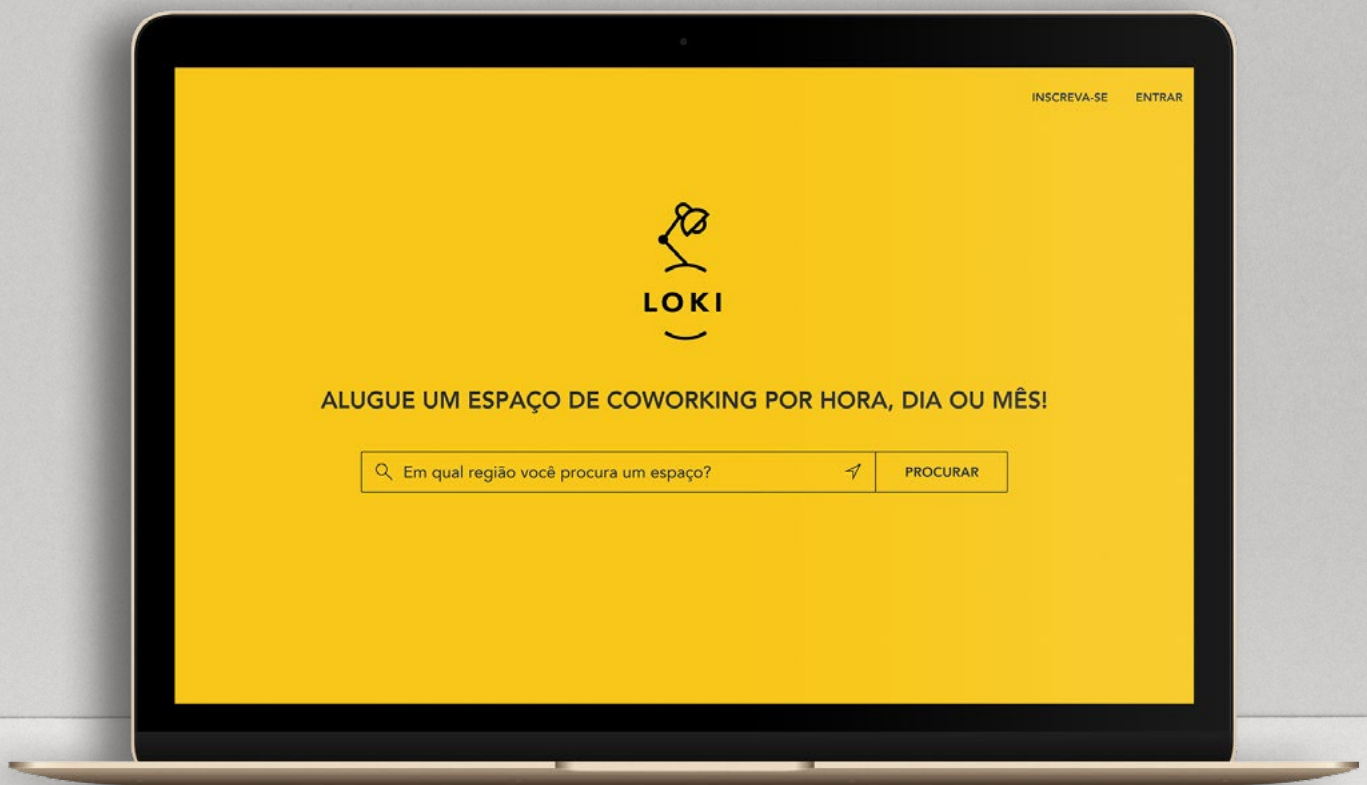 INSCREVA-SE ENTRAR
LOKI
ALUGUE UM ESPAÇO DE COWORKING POR HORA, DIA OU MÊS!
Em qual região você procura um espaço? PROCURAR